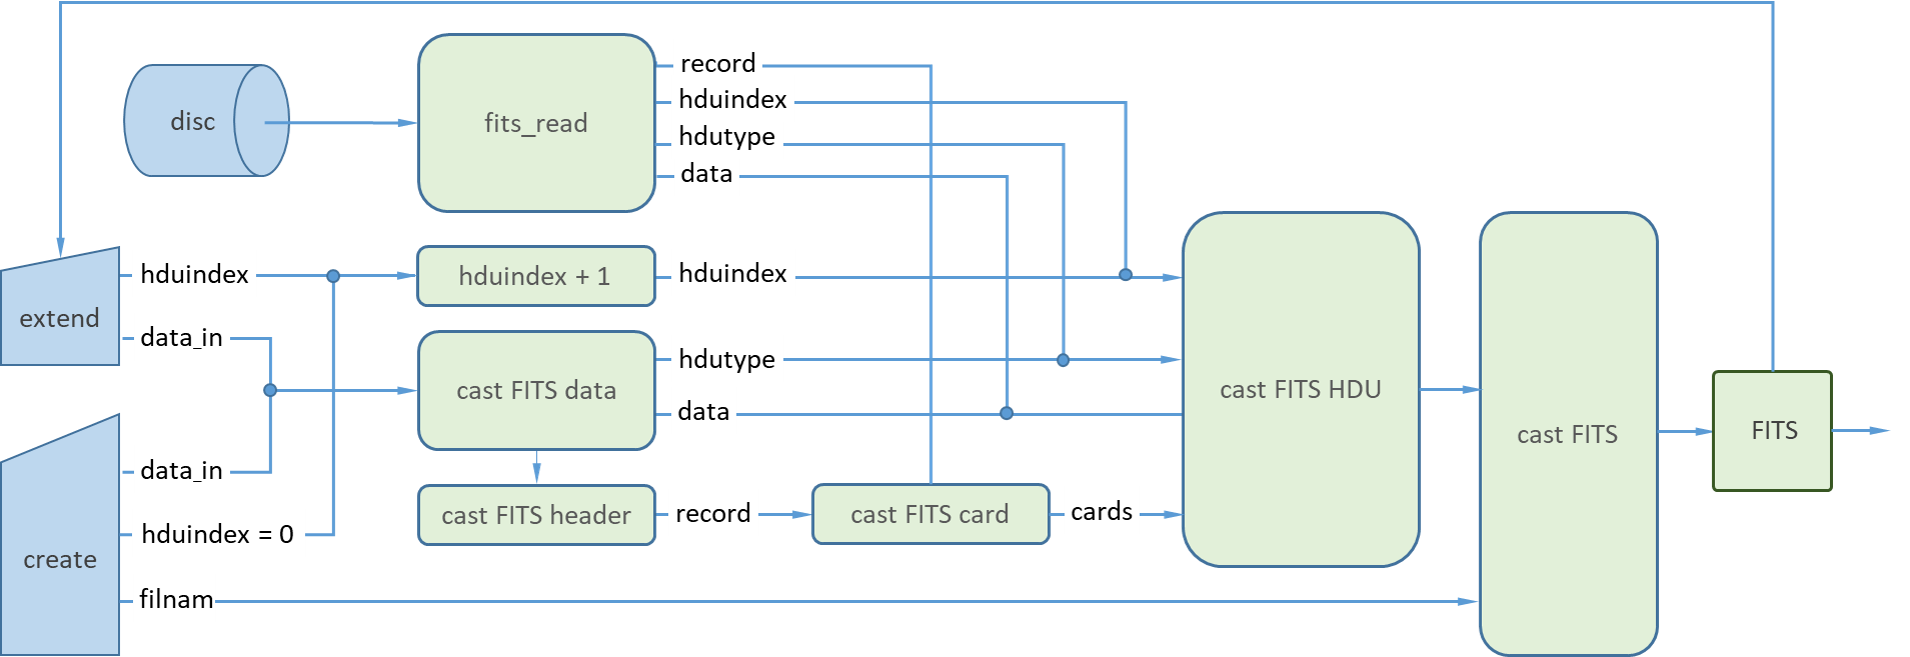 record
hduindex
disc
fits_read
hdutype
data
hduindex
hduindex + 1
hduindex
extend
data_in
hdutype
cast FITS data
cast FITS HDU
data
cast FITS
FITS
data_in
cast FITS header
record
cast FITS card
cards
hduindex = 0
create
filnam